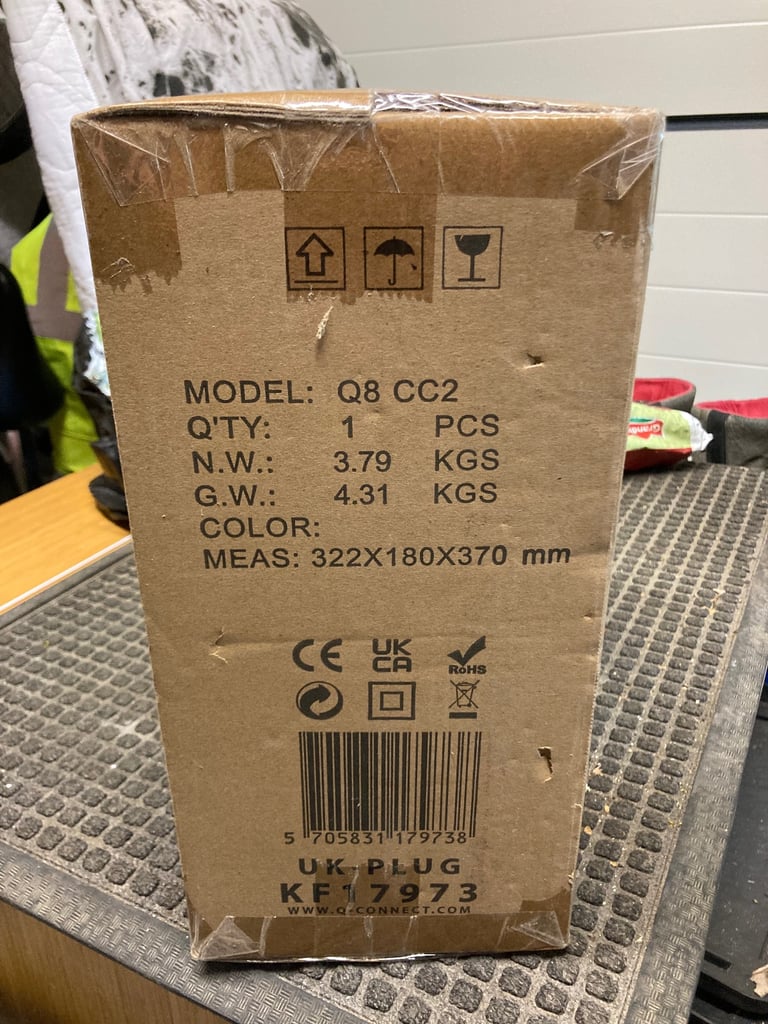 MODEL: Q8 CC2
Q'TY: 1 PCS
N.W.: 3.79 KGS
G.W.: 4.31 KGS
COLOR:
MEAS: 322X180X370 mm
CE UK CA RoHS
5 705831 179738
UK PLUG
KF17973
WWW.Q-CONNECT.COM